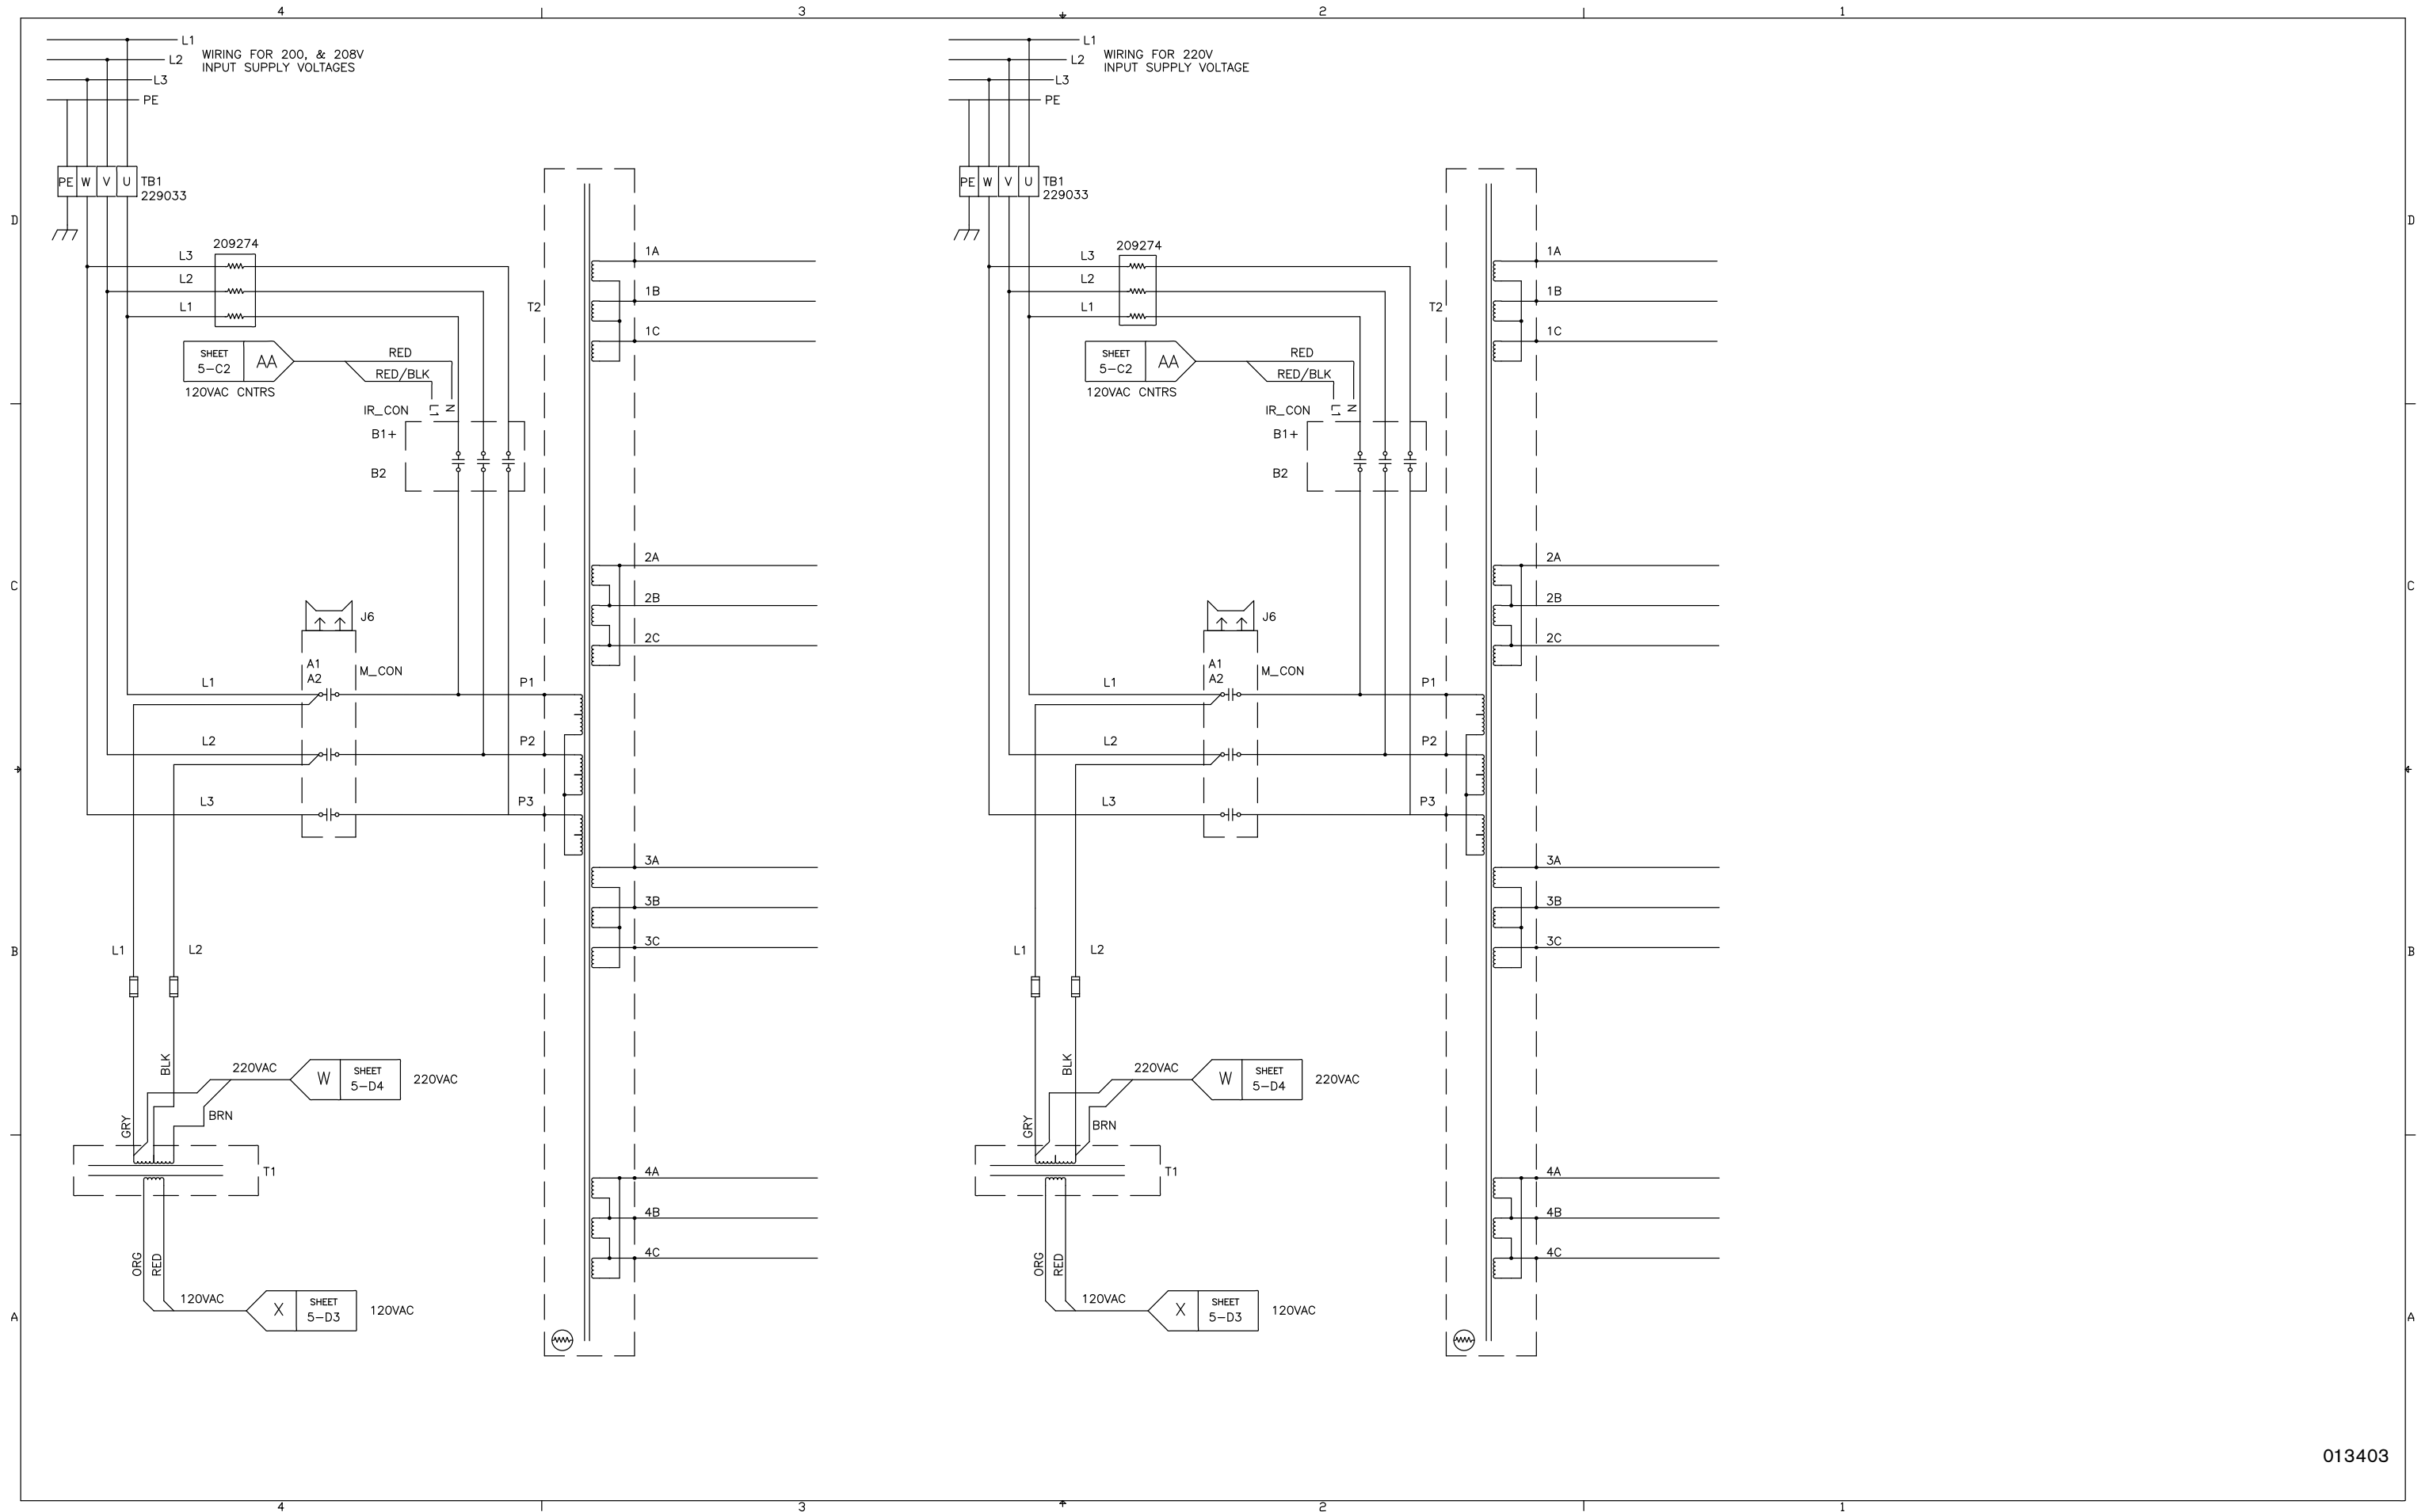 4
3
2
1
L1
L2
L3
PE
WIRING FOR 200, & 208V
INPUT SUPPLY VOLTAGES
PE W V U
TB1
229033
209274
L3
L2
L1
T2
1A
1B
1C
SHEET
5-C2
AA
RED
RED/BLK
120VAC CNTRS
L1
N
IR_CON
B1+
B2
2A
2B
2C
J6
A1
A2
M_CON
L1
P1
L2
P2
L3
P3
3A
3B
3C
L1
L2
BLK
GRY
220VAC
W
SHEET
5-D4
220VAC
BRN
T1
4A
4B
4C
ORG
RED
120VAC
X
SHEET
5-D3
120VAC
L1
L2
L3
PE
WIRING FOR 220V
INPUT SUPPLY VOLTAGE
PE W V U
TB1
229033
209274
L3
L2
L1
T2
1A
1B
1C
SHEET
5-C2
AA
RED
RED/BLK
120VAC CNTRS
L1
N
IR_CON
B1+
B2
2A
2B
2C
J6
A1
A2
M_CON
L1
P1
L2
P2
L3
P3
3A
3B
3C
L1
L2
BLK
GRY
220VAC
W
SHEET
5-D4
220VAC
BRN
T1
4A
4B
4C
ORG
RED
120VAC
X
SHEET
5-D3
120VAC
D
C
B
A
D
C
B
A
013403
4
3
2
1